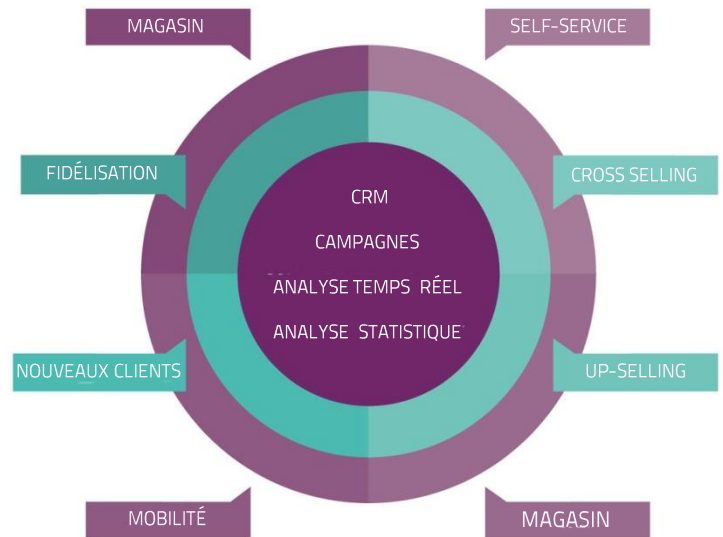 MAGASIN
SELF-SERVICE
FIDÉLISATION
CROSS SELLING
CRM
CAMPAGNES
ANALYSE TEMPS RÉEL
ANALYSE STATISTIQUE
NOUVEAUX CLIENTS
UP-SELLING
MOBILITÉ
MAGASIN